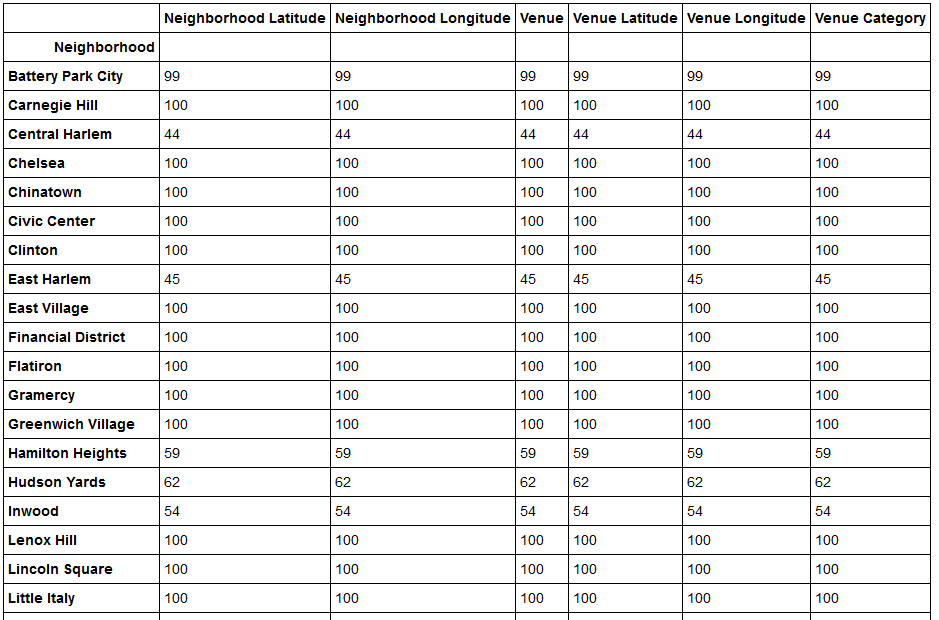 Neighborhood Latitude Neighborhood Longitude Venue Venue Latitude Venue Longitude Venue Category
Neighborhood
Battery Park City 99 99 99 99 99 99
Carnegie Hill 100 100 100 100 100 100
Central Harlem 44 44 44 44 44 44
Chelsea 100 100 100 100 100 100
Chinatown 100 100 100 100 100 100
Civic Center 100 100 100 100 100 100
Clinton 100 100 100 100 100 100
East Harlem 45 45 45 45 45 45
East Village 100 100 100 100 100 100
Financial District 100 100 100 100 100 100
Flatiron 100 100 100 100 100 100
Gramercy 100 100 100 100 100 100
Greenwich Village 100 100 100 100 100 100
Hamilton Heights 59 59 59 59 59 59
Hudson Yards 62 62 62 62 62 62
Inwood 54 54 54 54 54 54
Lenox Hill 100 100 100 100 100 100
Lincoln Square 100 100 100 100 100 100
Little Italy 100 100 100 100 100 100